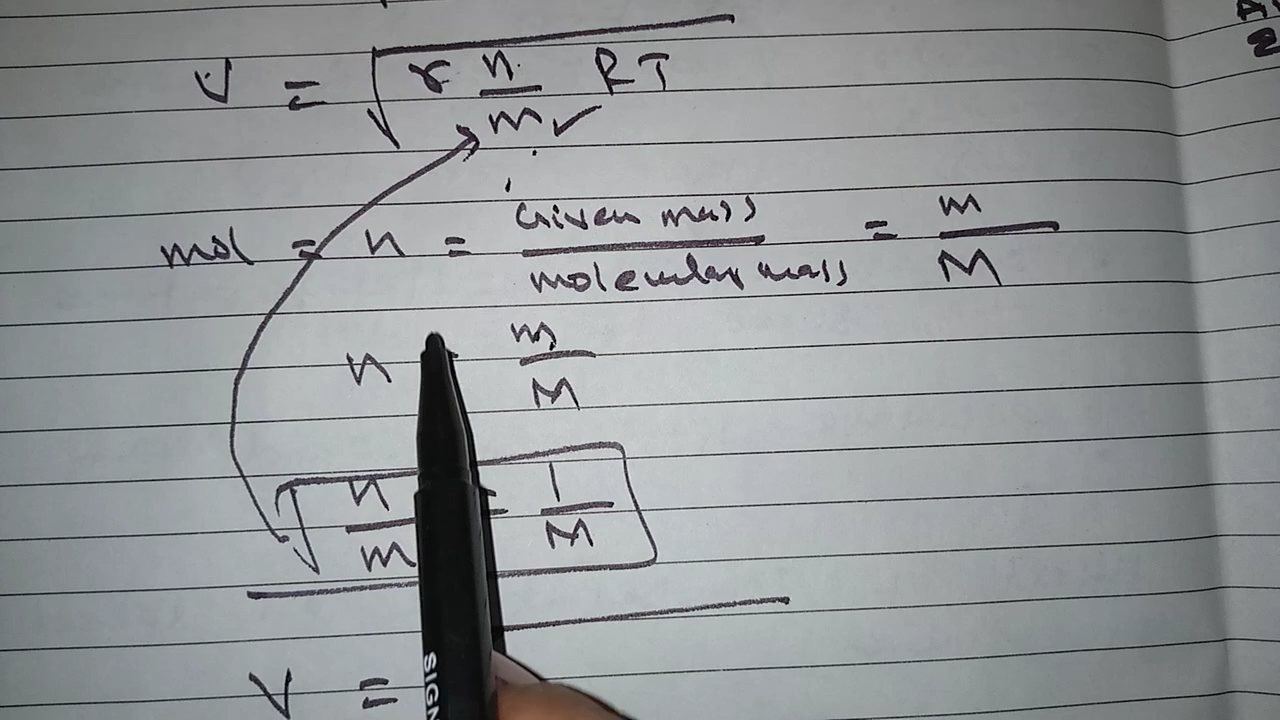 V = √ r n/m RT ✓
mol = n = Given mass/molecular mass = m/M
n m/M
n/m = 1/M
V =
SIGN